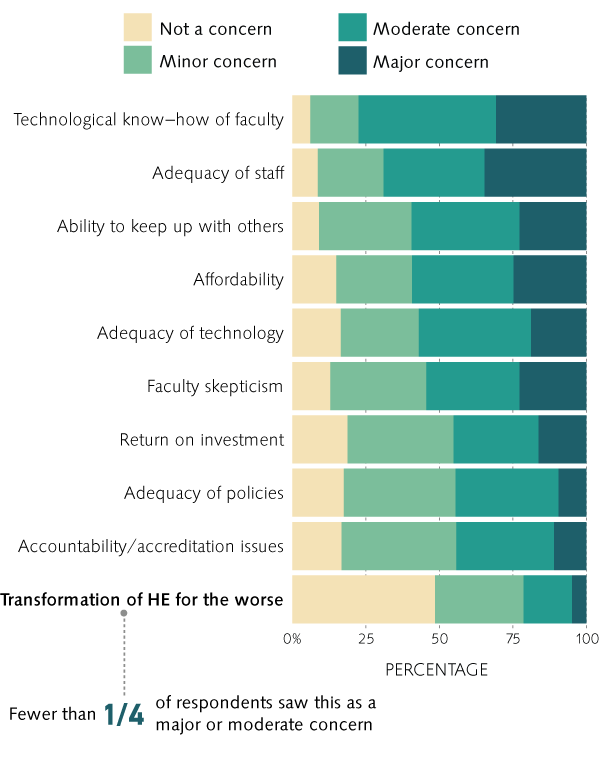 Not a concern
Moderate concern
Minor concern
Major concern
Technological know–how of faculty
Adequacy of staff
Ability to keep up with others
Affordability
Adequacy of technology
Faculty skepticism
Return on investment
Adequacy of policies
Accountability/accreditation issues
Transformation of HE for the worse
0% 25 50 75 100
PERCENTAGE
Fewer than 1/4 of respondents saw this as a
major or moderate concern